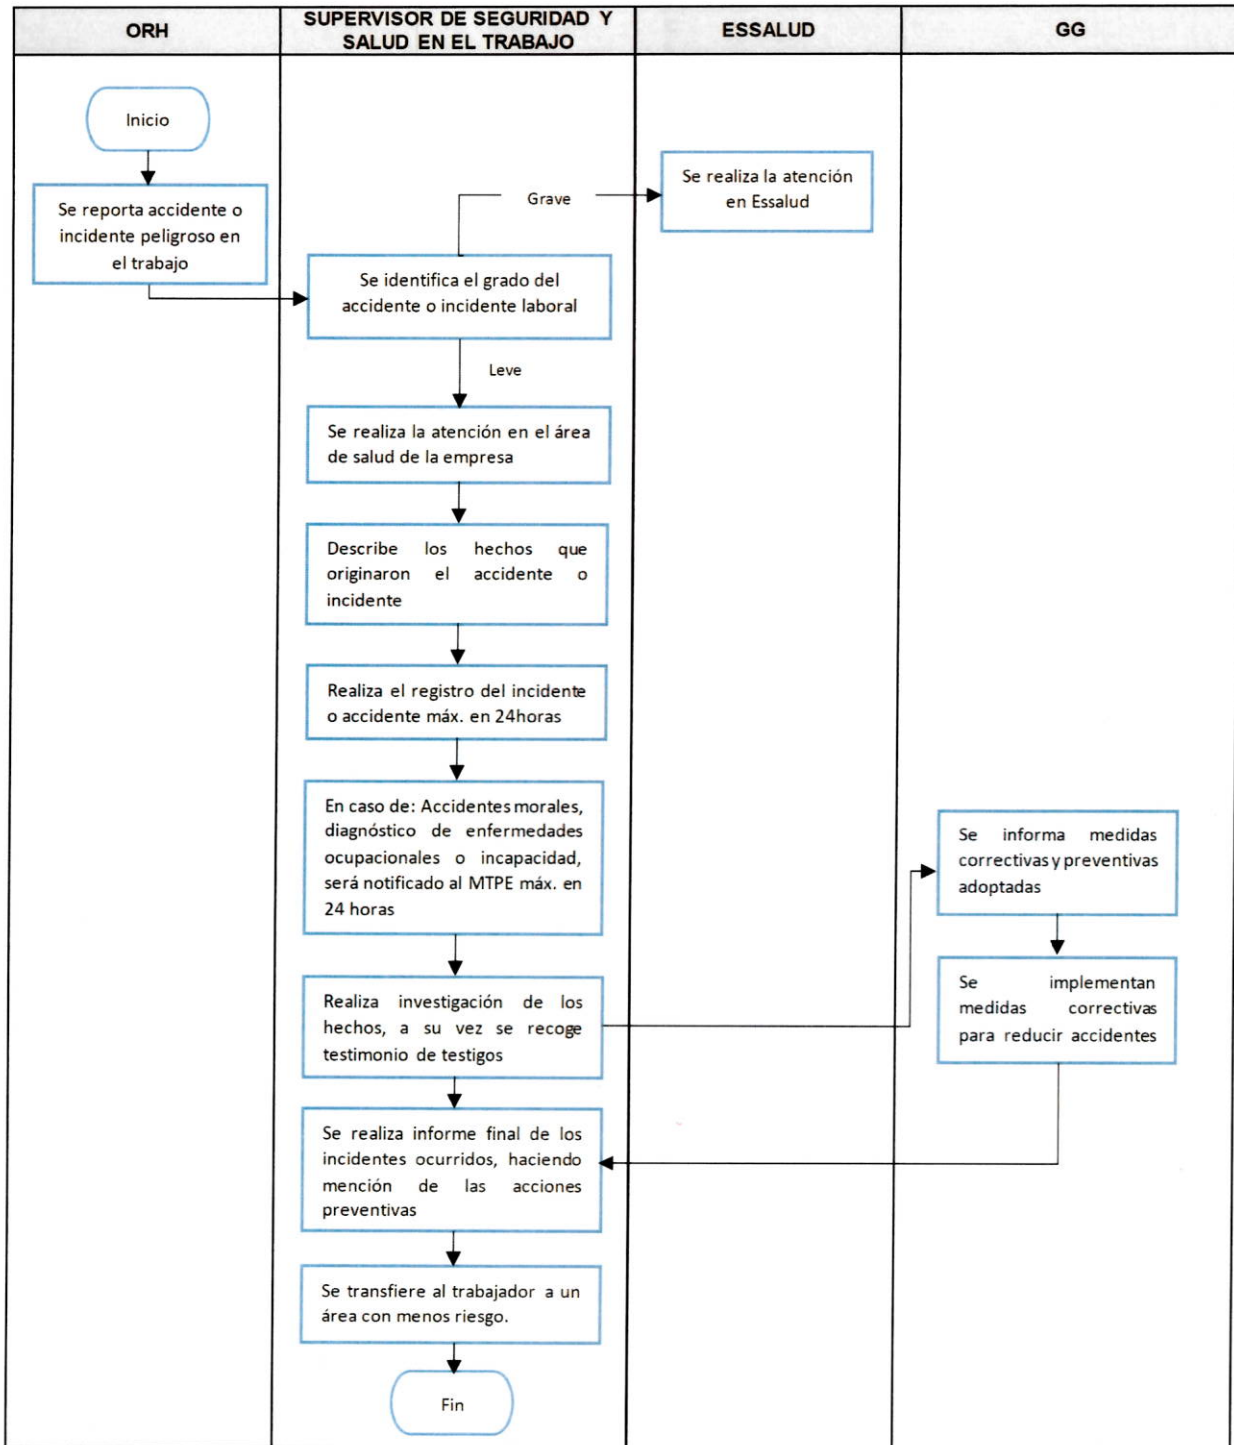 ORH
SUPERVISOR DE SEGURIDAD Y
SALUD EN EL TRABAJO
ESSALUD
GG
Inicio
Se reporta accidente o
incidente peligroso en
el trabajo
Grave
Se realiza la atención
en Essalud
Se identifica el grado del
accidente o incidente laboral
Leve
Se realiza la atención en el área
de salud de la empresa
Describe los hechos que
originaron el accidente o
incidente
Realiza el registro del incidente
o accidente máx. en 24horas
En caso de: Accidentes morales,
diagnóstico de enfermedades
ocupacionales o incapacidad,
será notificado al MTPE máx. en
24 horas
Se informa medidas
correctivas y preventivas
adoptadas
Realiza investigación de los
hechos, a su vez se recoge
testimonio de testigos
Se implementan
medidas correctivas
para reducir accidentes
Se realiza informe final de los
incidentes ocurridos, haciendo
mención de las acciones
preventivas
Se transfiere al trabajador a un
área con menos riesgo.
Fin